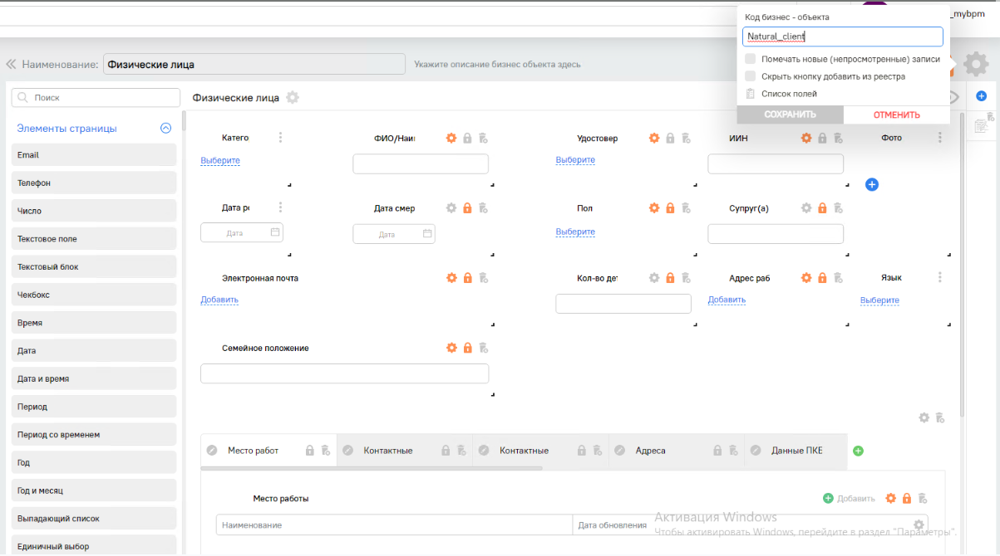 Код бизнес - объекта
_mybpm
Natural_client
Наименование: Физические лица Укажите описание бизнес объекта здесь
Помечать новые (непросмотренные) записи
Скрыть кнопку добавить из реестра
Список полей
СОХРАНИТЬ ОТМЕНИТЬ
Поиск
Физические лица
Элементы страницы
Email
Телефон
Число
Текстовое поле
Текстовый блок
Чекбокс
Время
Дата
Дата и время
Период
Период со временем
Год
Год и месяц
Выпадающий список
Единичный выбор
Катего ФИО/Наи Удостовер ИИН Фото
Выберите Выберите
Дата ро Дата смер Пол Супруг(а)
Дата Дата Выберите
Электронная почта Кол-во де Адрес раб Язык
Добавить Добавить Выберите
Семейное положение
Место работ Контактные Контактные Адреса Данные ПКБ
Место работы Добавить
Наименование Дата обновления
Активация Windows
Чтобы активировать Windows, перейдите в раздел "Параметры".